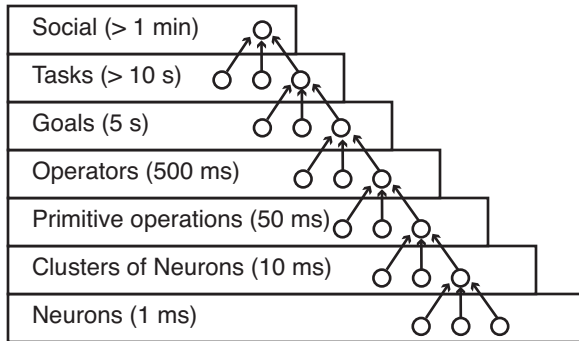 Social (> 1 min)
Tasks (> 10 s)
Goals (5 s)
Operators (500 ms)
Primitive operations (50 ms)
Clusters of Neurons (10 ms)
Neurons (1 ms)